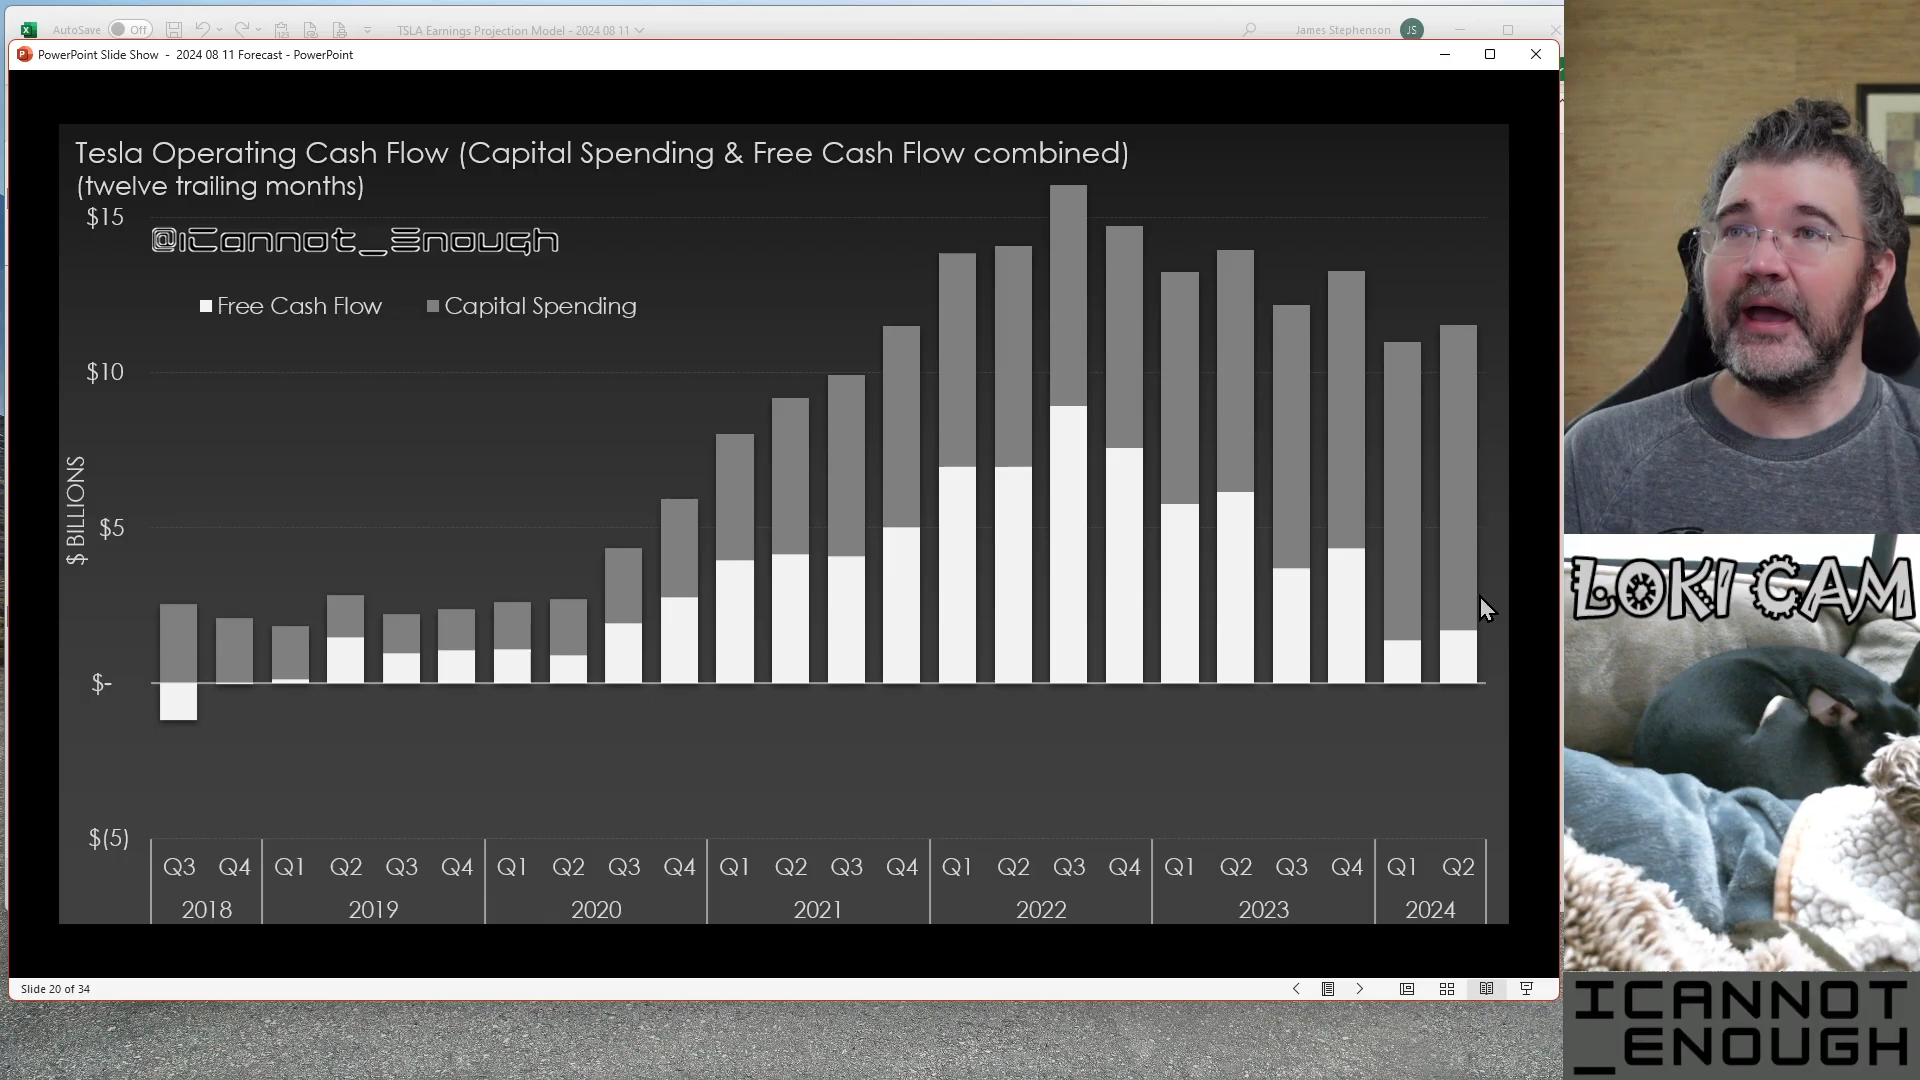 AutoSave Off TSLA Earnings Projection Model - 2024 08 11 James Stephenson JS
PowerPoint Slide Show - 2024 08 11 Forecast - PowerPoint
Tesla Operating Cash Flow (Capital Spending & Free Cash Flow combined)
(twelve trailing months)
$15
@iCannot_Enough
Free Cash Flow Capital Spending
$10
$ BILLIONS
$5
$-
$(5)
Q3 Q4 Q1 Q2 Q3 Q4 Q1 Q2 Q3 Q4 Q1 Q2 Q3 Q4 Q1 Q2 Q3 Q4 Q1 Q2 Q3 Q4 Q1 Q2
2018 2019 2020 2021 2022 2023 2024
Slide 20 of 34
LOKI CAM
ICANNOT
_ENOUGH